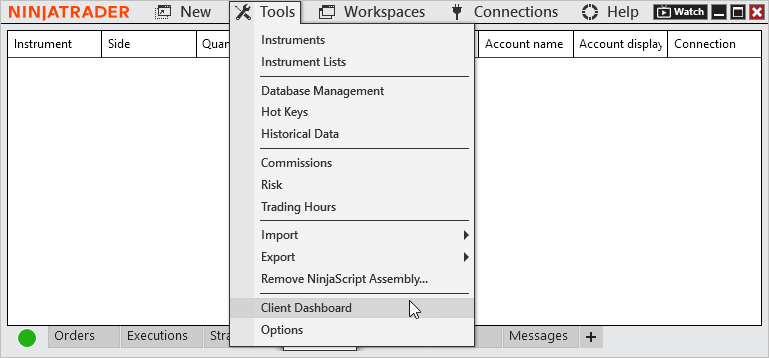 NINJATRADER New Tools Workspaces Connections Help Watch
Instrument Side Quan Account name Account display Connection
Instruments
Instrument Lists
Database Management
Hot Keys
Historical Data
Commissions
Risk
Trading Hours
Import
Export
Remove NinjaScript Assembly...
Client Dashboard
Options
Orders Executions Stra Messages +